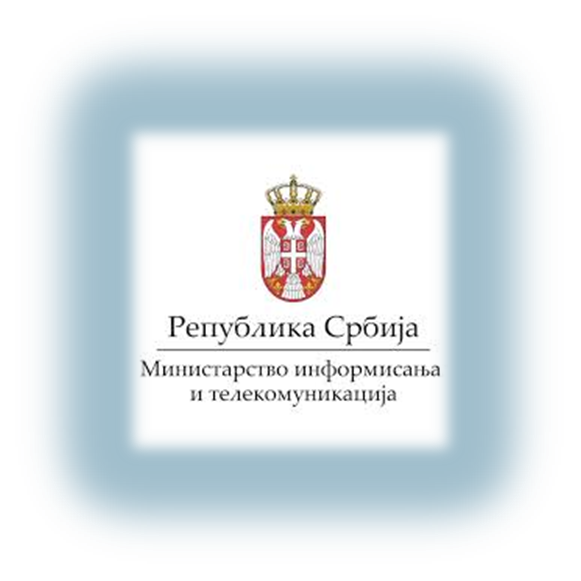 Република Србија
Министарство информисања
и телекомуникација